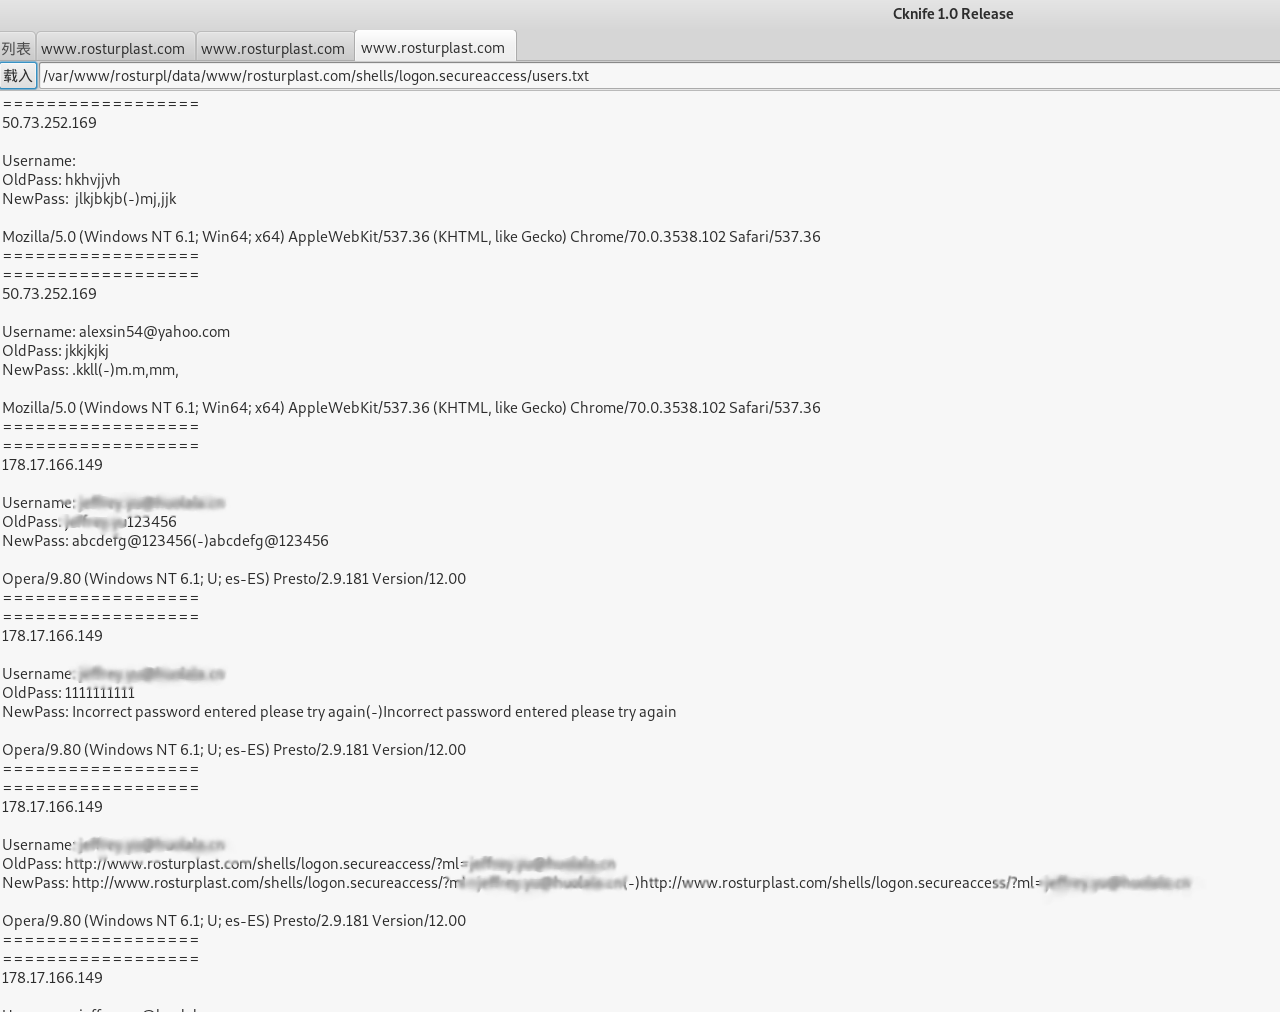 Cknife 1.0 Release
列表 www.rosturplast.com www.rosturplast.com www.rosturplast.com
载入 /var/www/rosturpl/data/www/rosturplast.com/shells/logon.secureaccess/users.txt
==================
50.73.252.169
Username:
OldPass: hkhvjjvh
NewPass: jlkjbkjb(-)mj,jjk
Mozilla/5.0 (Windows NT 6.1; Win64; x64) AppleWebKit/537.36 (KHTML, like Gecko) Chrome/70.0.3538.102 Safari/537.36
==================
==================
50.73.252.169
Username: alexsin54@yahoo.com
OldPass: jkkjkjkj
NewPass: .kkll(-)m.m,mm,
Mozilla/5.0 (Windows NT 6.1; Win64; x64) AppleWebKit/537.36 (KHTML, like Gecko) Chrome/70.0.3538.102 Safari/537.36
==================
==================
178.17.166.149
Username:
OldPass: 123456
NewPass: abcdefg@123456(-)abcdefg@123456
Opera/9.80 (Windows NT 6.1; U; es-ES) Presto/2.9.181 Version/12.00
==================
==================
178.17.166.149
Username:
OldPass: 1111111111
NewPass: Incorrect password entered please try again(-)Incorrect password entered please try again
Opera/9.80 (Windows NT 6.1; U; es-ES) Presto/2.9.181 Version/12.00
==================
==================
178.17.166.149
Username:
OldPass: http://www.rosturplast.com/shells/logon.secureaccess/?ml=
NewPass: http://www.rosturplast.com/shells/logon.secureaccess/?ml (-)http://www.rosturplast.com/shells/logon.secureaccess/?ml=
Opera/9.80 (Windows NT 6.1; U; es-ES) Presto/2.9.181 Version/12.00
==================
==================
178.17.166.149